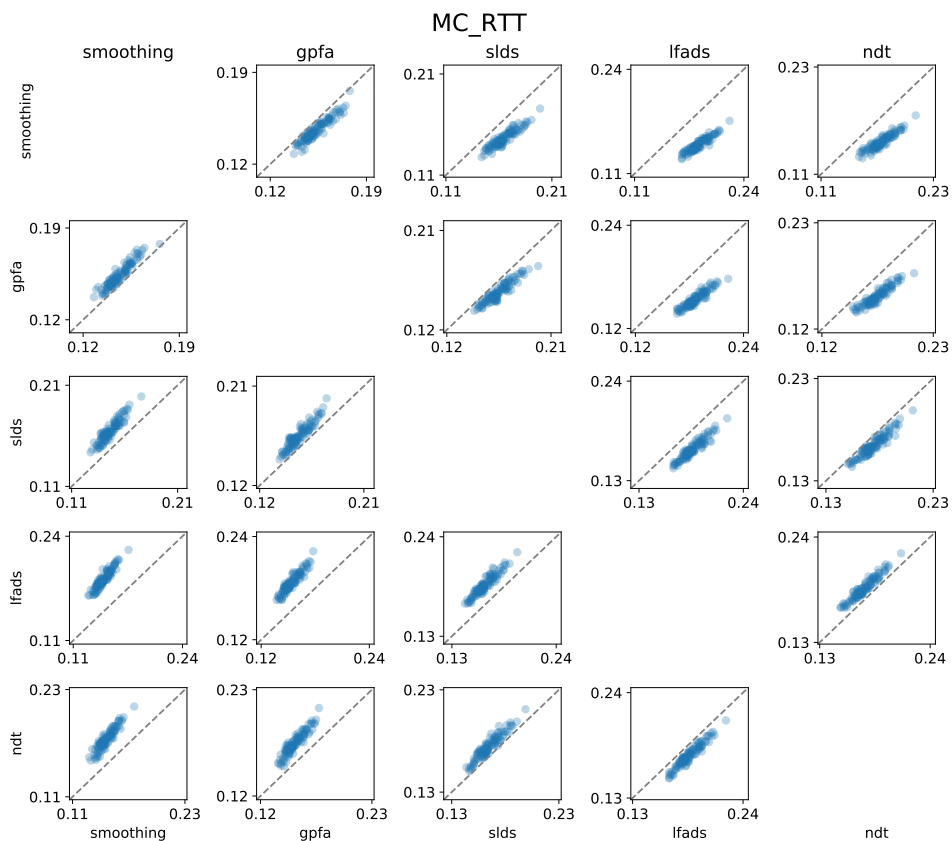 MC_RTT
smoothing gpfa slds lfads ndt
smoothing
0.19 0.21 0.24 0.23
0.12 0.11 0.11 0.11
0.12 0.19 0.11 0.21 0.11 0.24 0.11 0.23
gpfa
0.19 0.21 0.24 0.23
0.12 0.12 0.12 0.12
0.12 0.19 0.12 0.21 0.12 0.24 0.12 0.23
slds
0.21 0.21 0.24 0.23
0.11 0.12 0.13 0.13
0.11 0.21 0.12 0.21 0.13 0.24 0.13 0.23
lfads
0.24 0.24 0.24 0.24
0.11 0.12 0.13 0.13
0.11 0.24 0.12 0.24 0.13 0.24 0.13 0.24
ndt
0.23 0.23 0.23 0.24
0.11 0.12 0.13 0.13
0.11 0.23 0.12 0.23 0.13 0.23 0.13 0.24
smoothing gpfa slds lfads ndt